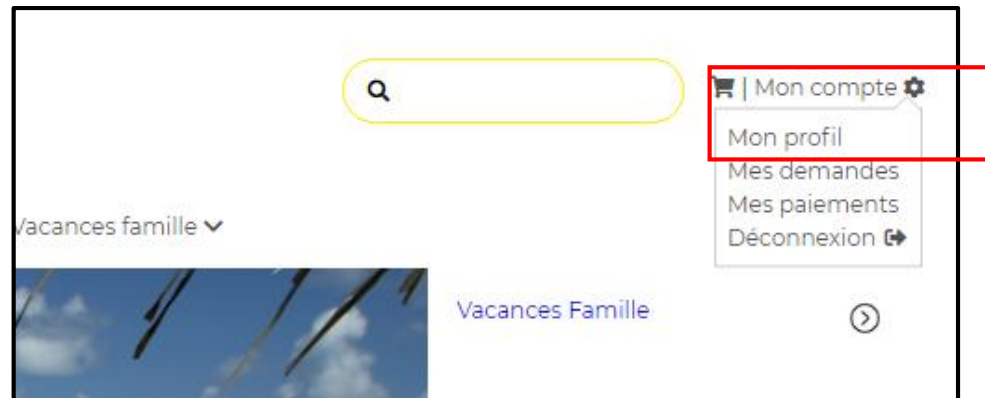 | Mon compte
Mon profil
Mes demandes
Mes paiements
Déconnexion
Vacances famille
Vacances Famille